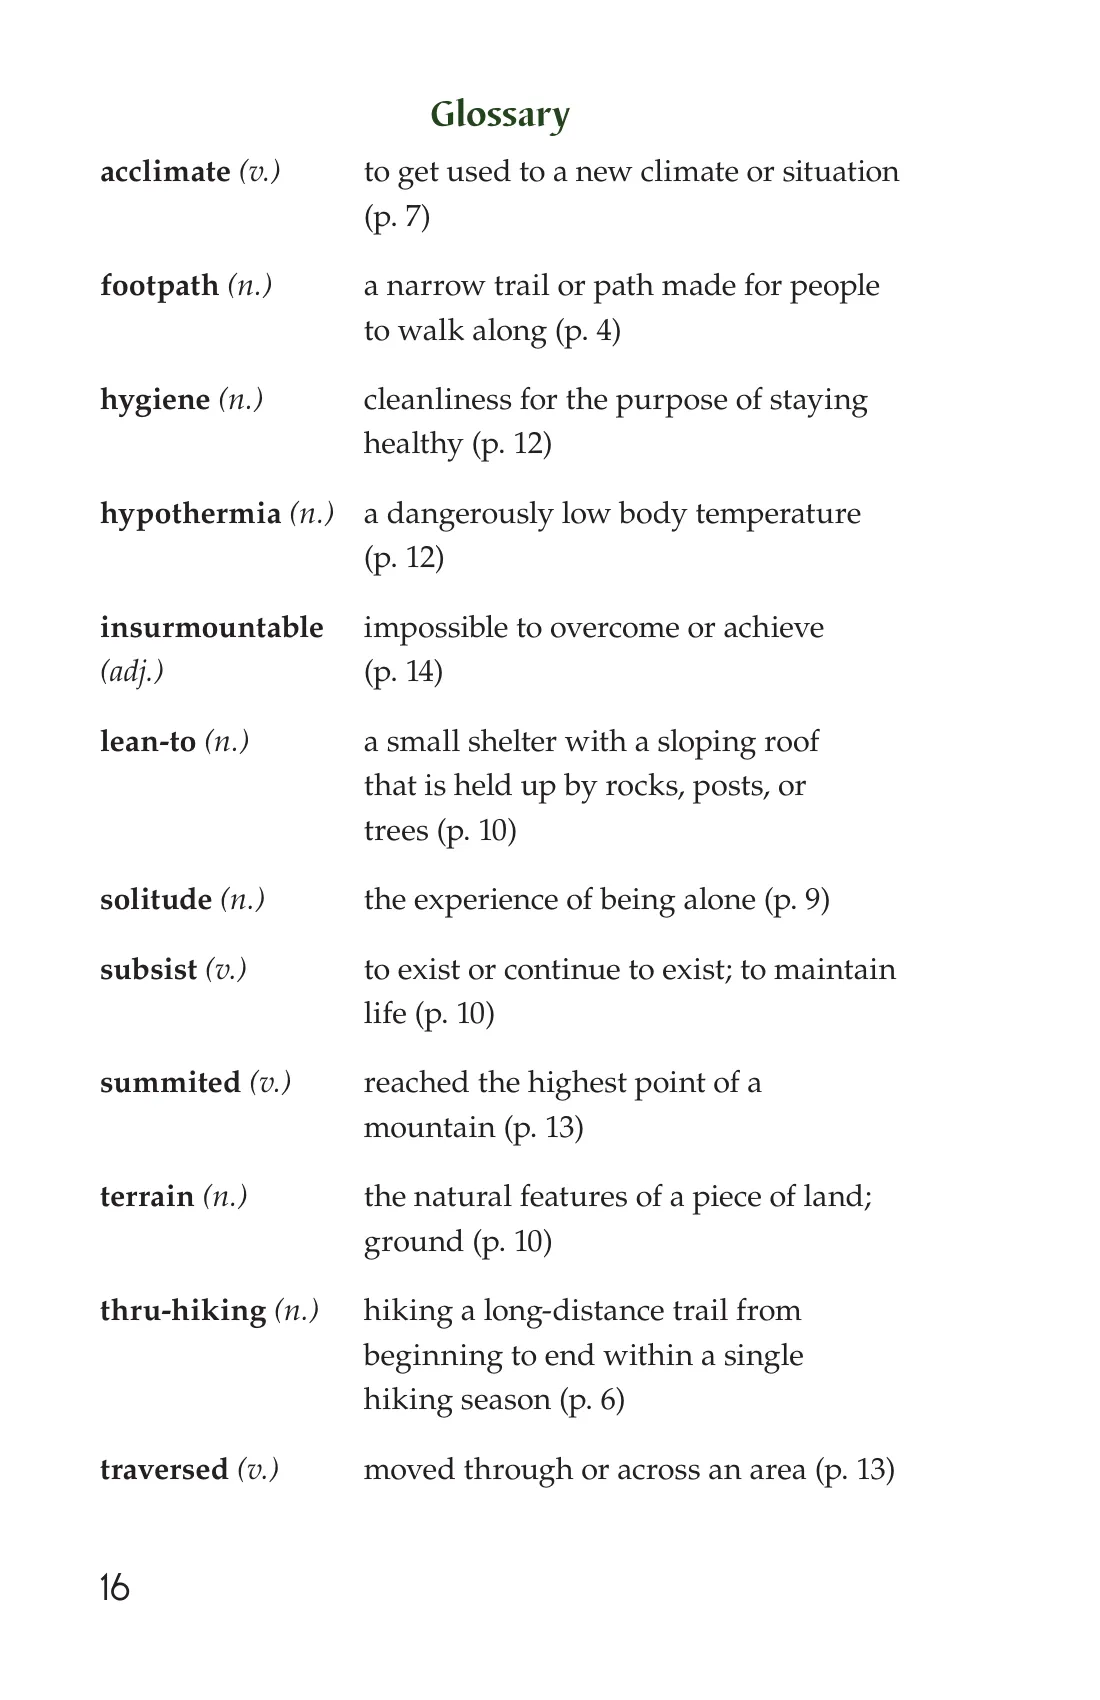 Glossary
acclimate (v.) to get used to a new climate or situation
(p. 7)
footpath (n.) a narrow trail or path made for people
to walk along (p. 4)
hygiene (n.) cleanliness for the purpose of staying
healthy (p. 12)
hypothermia (n.) a dangerously low body temperature
(p. 12)
insurmountable impossible to overcome or achieve
(adj.) (p. 14)
lean-to (n.) a small shelter with a sloping roof
that is held up by rocks, posts, or
trees (p. 10)
solitude (n.) the experience of being alone (p. 9)
subsist (v.) to exist or continue to exist; to maintain
life (p. 10)
summited (v.) reached the highest point of a
mountain (p. 13)
terrain (n.) the natural features of a piece of land;
ground (p. 10)
thru-hiking (n.) hiking a long-distance trail from
beginning to end within a single
hiking season (p. 6)
traversed (v.) moved through or across an area (p. 13)
16